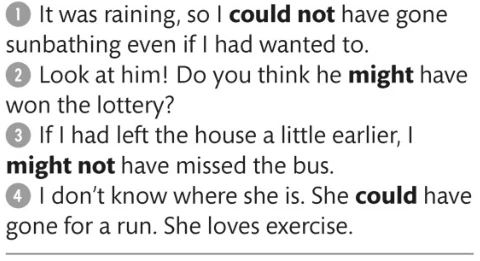 1 It was raining, so I could not have gone
sunbathing even if I had wanted to.
2 Look at him! Do you think he might have
won the lottery?
3 If I had left the house a little earlier, I
might not have missed the bus.
4 I don’t know where she is. She could have
gone for a run. She loves exercise.